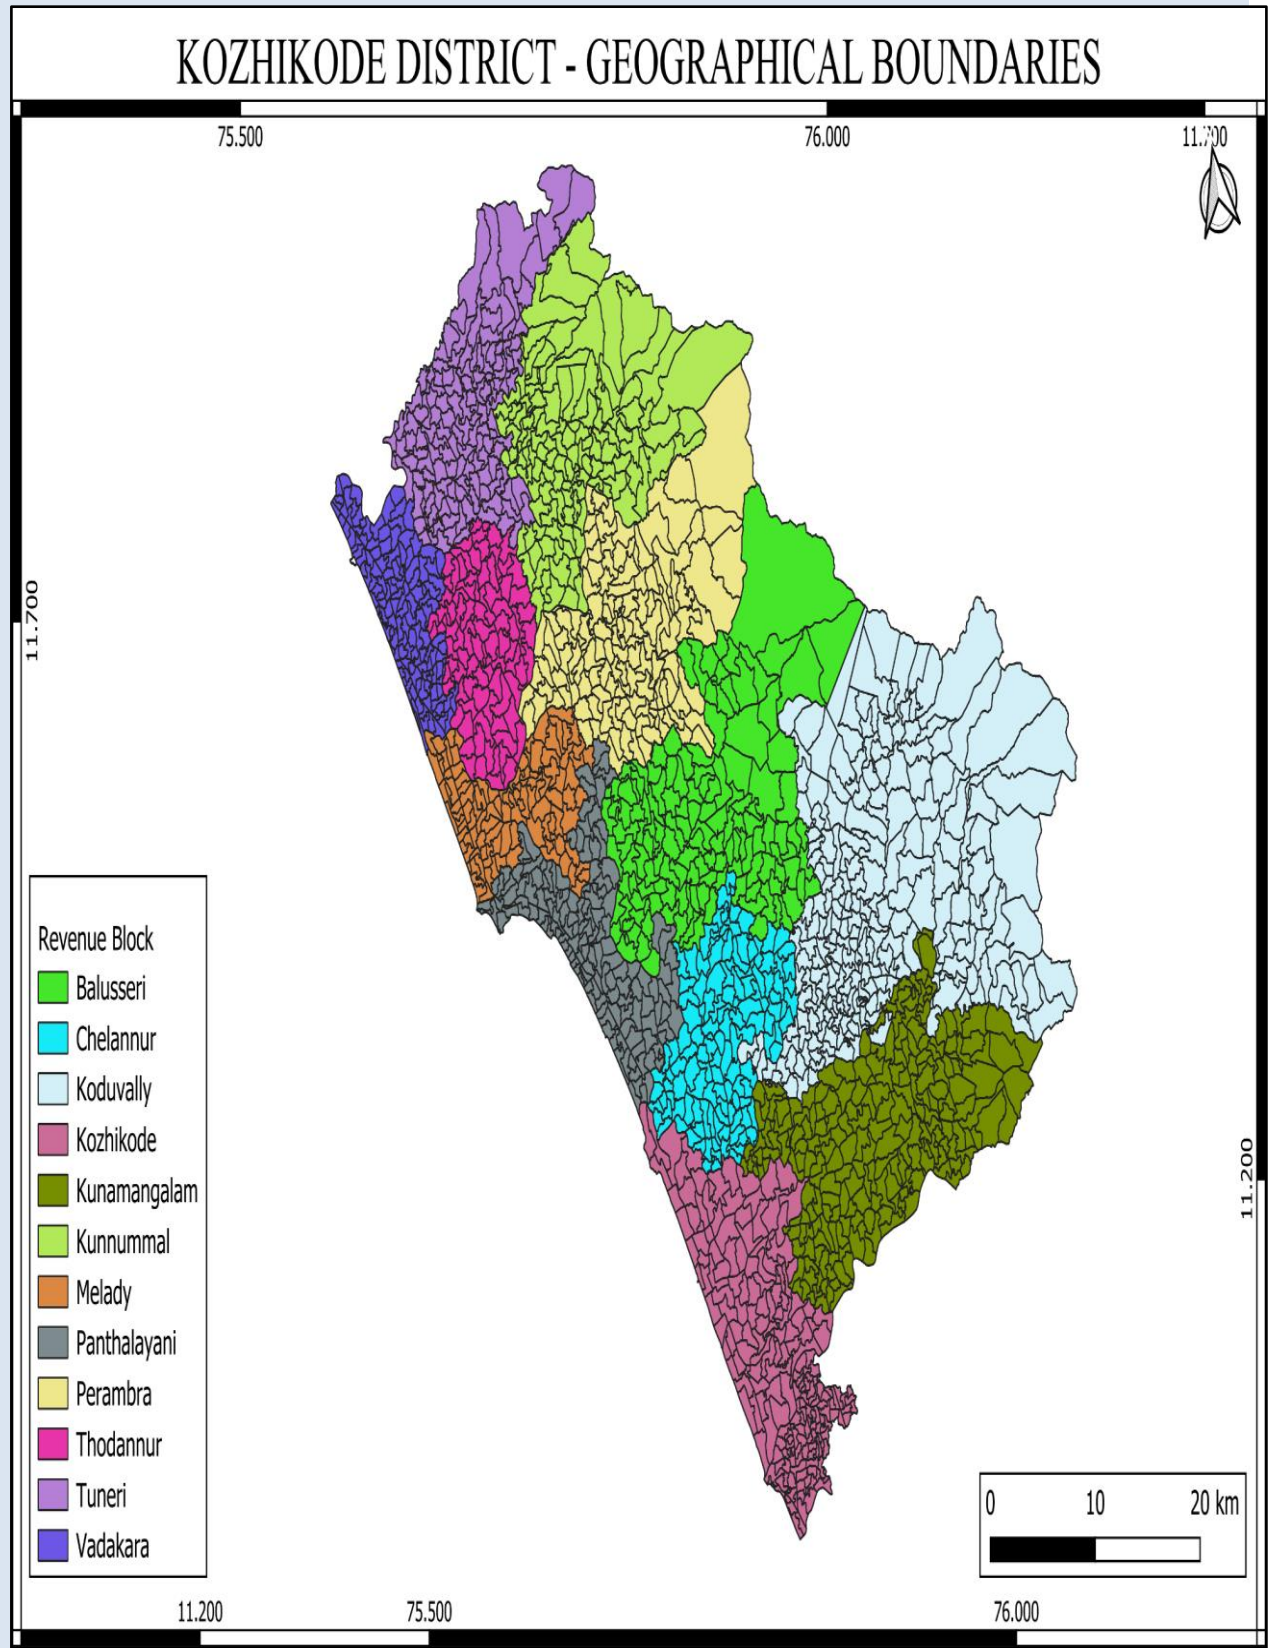 KOZHIKODE DISTRICT - GEOGRAPHICAL BOUNDARIES
75.500 76.000 11.700
11.700
11.200
Revenue Block
Balusseri
Chelannur
Koduvally
Kozhikode
Kunamangalam
Kunnummal
Melady
Panthalayani
Perambra
Thodannur
Tuneri
Vadakara
0 10 20 km
11.200 75.500 76.000